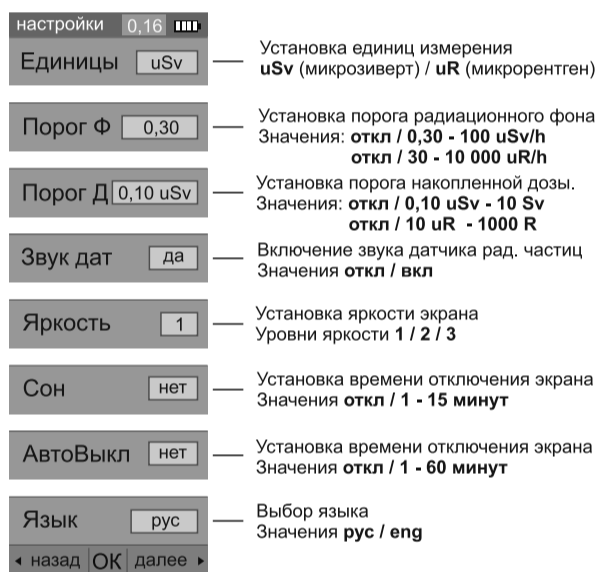 настройки 0,16
Единицы uSv
Установка единиц измерения
uSv (микрозиверт) / uR (микрорентген)
Порог Ф 0,30
Установка порога радиационного фона
Значения: откл / 0,30 - 100 uSv/h
откл / 30 - 10 000 uR/h
Порог Д 0,10 uSv
Установка порога накопленной дозы.
Значения: откл / 0,10 uSv - 10 Sv
откл / 10 uR - 1000 R
Звук дат да
Включение звука датчика рад. частиц
Значения откл / вкл
Яркость 1
Установка яркости экрана
Уровни яркости 1 / 2 / 3
Сон нет
Установка времени отключения экрана
Значения откл / 1 - 15 минут
АвтоВыкл нет
Установка времени отключения экрана
Значения откл / 1 - 60 минут
Язык рус
Выбор языка
Значения рус / eng
назад ОК далее